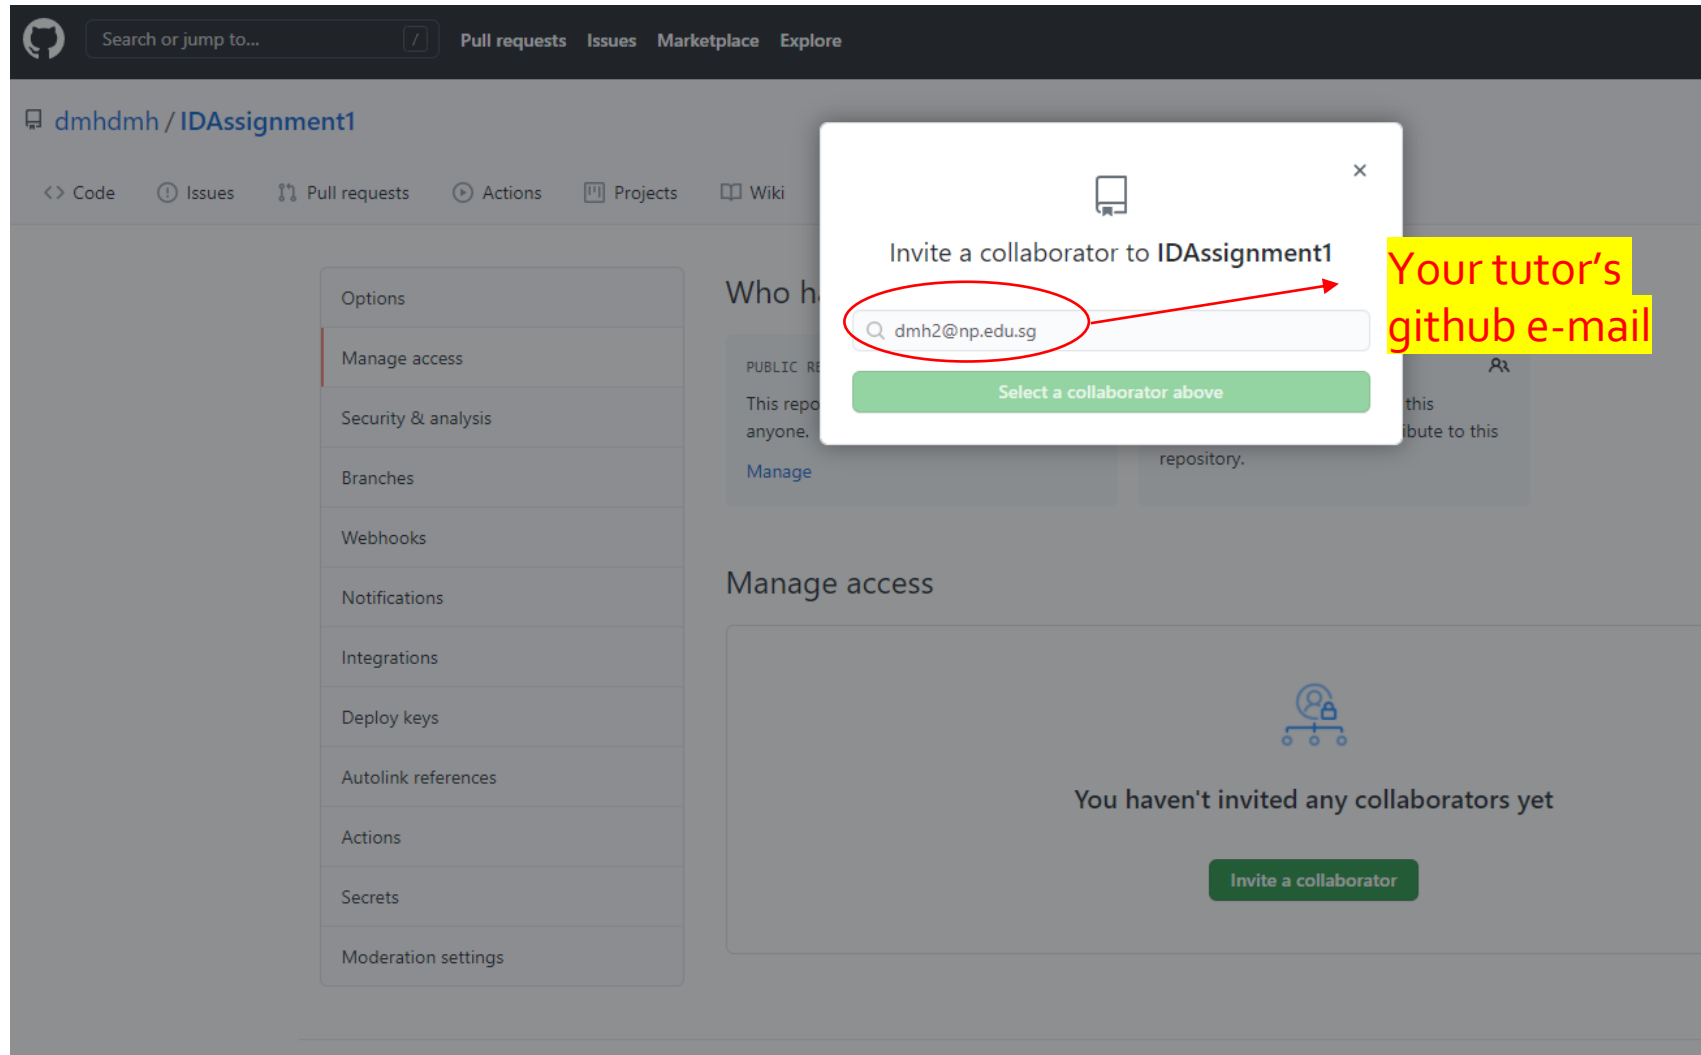 Search or jump to... /
Pull requests Issues Marketplace Explore
dmhdmh / IDAssignment1
Code Issues Pull requests Actions Projects Wiki
Options
Manage access
Security & analysis
Branches
Webhooks
Notifications
Integrations
Deploy keys
Autolink references
Actions
Secrets
Moderation settings
Invite a collaborator to IDAssignment1
dmh2@np.edu.sg
Select a collaborator above
Your tutor's
github e-mail
Who
PUBLIC
This repo
anyone.
Manage
this
to this
repository.
Manage access
You haven't invited any collaborators yet
Invite a collaborator